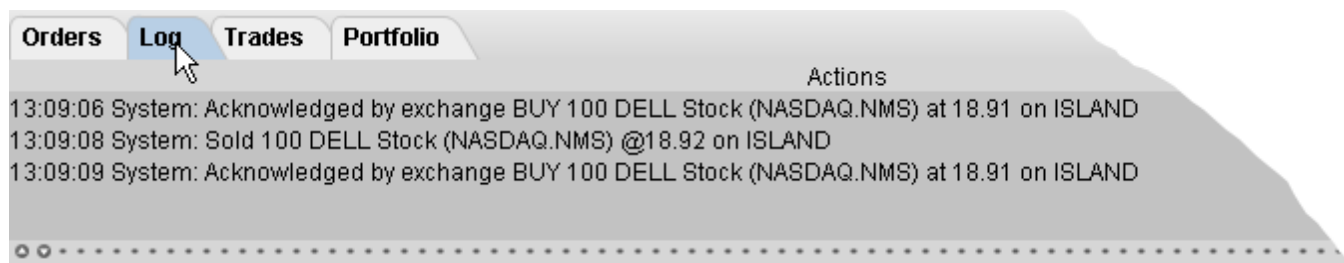 Orders Log Trades Portfolio
Actions
13:09:06 System: Acknowledged by exchange BUY 100 DELL Stock (NASDAQ.NMS) at 18.91 on ISLAND
13:09:08 System: Sold 100 DELL Stock (NASDAQ.NMS) @18.92 on ISLAND
13:09:09 System: Acknowledged by exchange BUY 100 DELL Stock (NASDAQ.NMS) at 18.91 on ISLAND